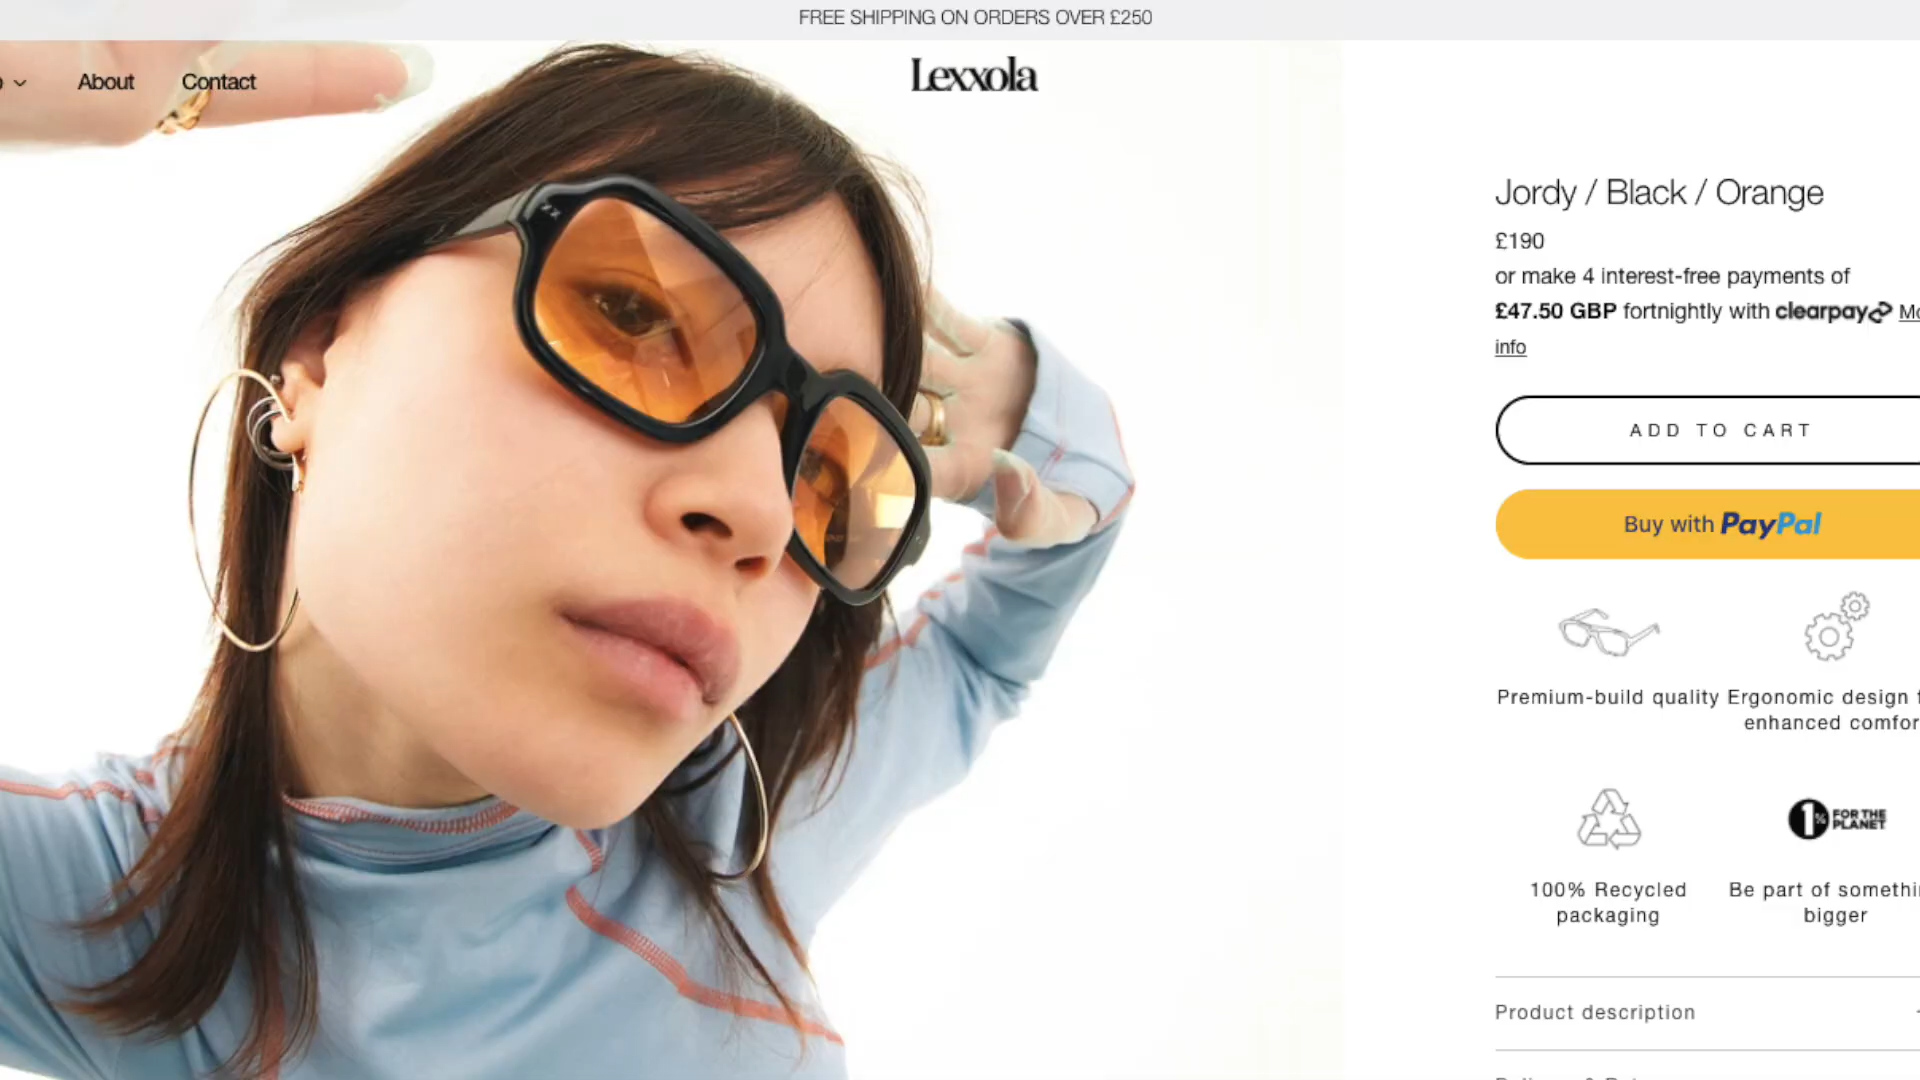 FREE SHIPPING ON ORDERS OVER £250
About
Contact
Lexxola
Jordy / Black / Orange
£190
or make 4 interest-free payments of
£47.50 GBP fortnightly with clearpay
info
ADD TO CART
Buy with PayPal
Premium-build quality
Ergonomic design
enhanced
100% Recycled
packaging
1% FOR THE
PLANET
Be part of
bigger
Product description